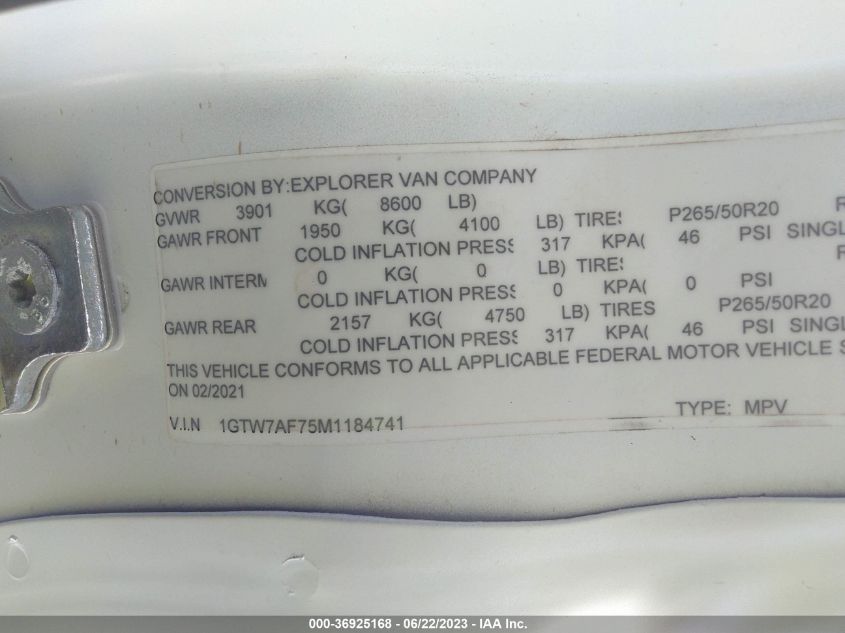 CONVERSION BY:EXPLORER VAN COMPANY
GVWR 3901 KG( 8600 LB)
GAWR FRONT 1950 KG( 4100 LB) TIRES P265/50R20 R
COLD INFLATION PRESS 317 KPA( 46 PSI SINGL
R
GAWR INTERM 0 KG( 0 LB) TIRES
COLD INFLATION PRESS 0 KPA( 0 PSI
GAWR REAR 2157 KG( 4750 LB) TIRES P265/50R20
COLD INFLATION PRESS 317 KPA( 46 PSI SINGL
THIS VEHICLE CONFORMS TO ALL APPLICABLE FEDERAL MOTOR VEHICLE S
ON 02/2021
V.I.N 1GTW7AF75M1184741 TYPE: MPV
000-36925168 - 06/22/2023 - IAA Inc.